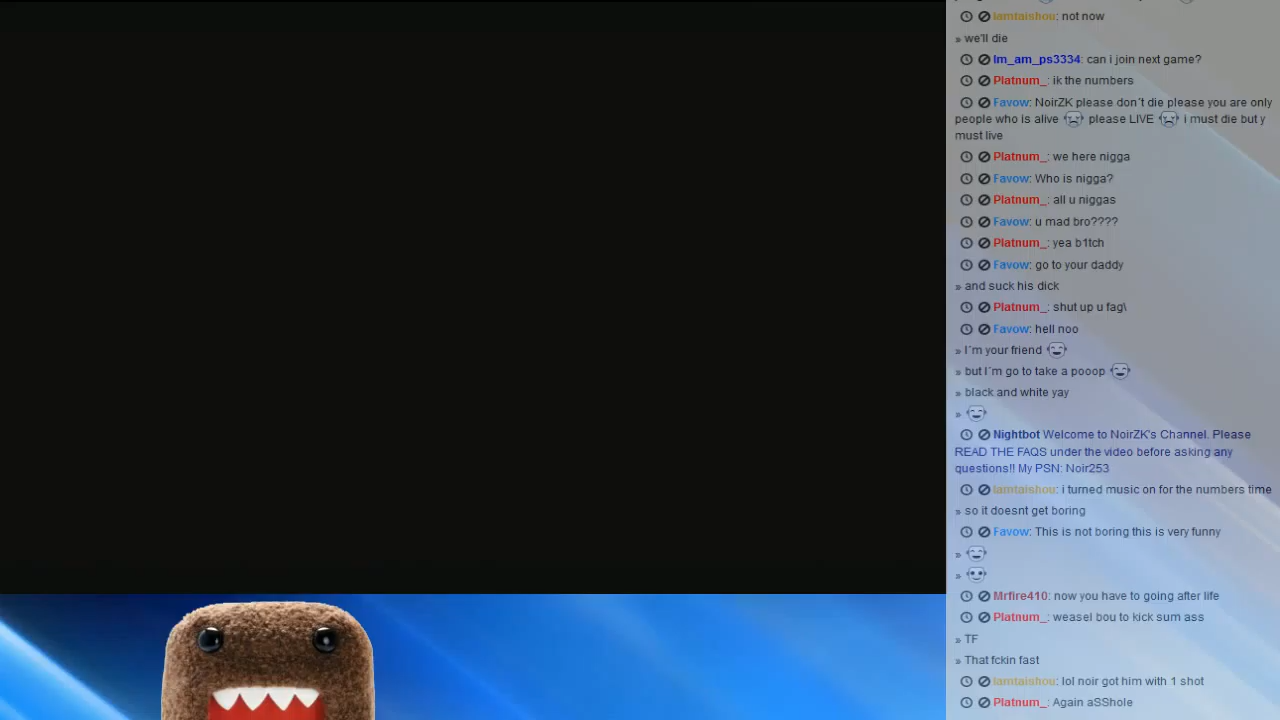 Iamtaishou: not now
» we'll die
Im_am_ps3334: can i join next game?
Platnum_: ik the numbers
Favow: NoirZK please don´t die please you are only
people who is alive please LIVE i must die but y
must live
Platnum_: we here nigga
Favow: Who is nigga?
Platnum_: all u niggas
Favow: u mad bro????
Platnum_: yea b1tch
Favow: go to your daddy
» and suck his dick
Platnum_: shut up u fag\
Favow: hell noo
» I´m your friend
» but I´m go to take a pooop
» black and white yay
»
Nightbot Welcome to NoirZK's Channel. Please
READ THE FAQS under the video before asking any
questions!! My PSN: Noir253
Iamtaishou: i turned music on for the numbers time
» so it doesnt get boring
Favow: This is not boring this is very funny
»
»
Mrfire410: now you have to going after life
Platnum_: weasel bou to kick sum ass
» TF
» That fckin fast
Iamtaishou: lol noir got him with 1 shot
Platnum_: Again aSShole